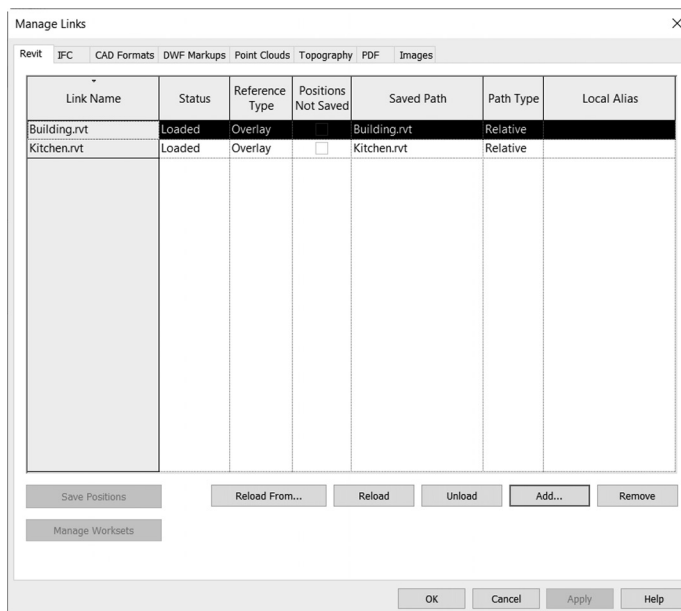 Manage Links
Revit IFC CAD Formats DWF Markups Point Clouds Topography PDF Images
Link Name Status Reference Type Positions Not Saved Saved Path Path Type Local Alias
Building.rvt Loaded Overlay Building.rvt Relative
Kitchen.rvt Loaded Overlay Kitchen.rvt Relative
Save Positions Reload From... Reload Unload Add... Remove
Manage Worksets
OK Cancel Apply Help